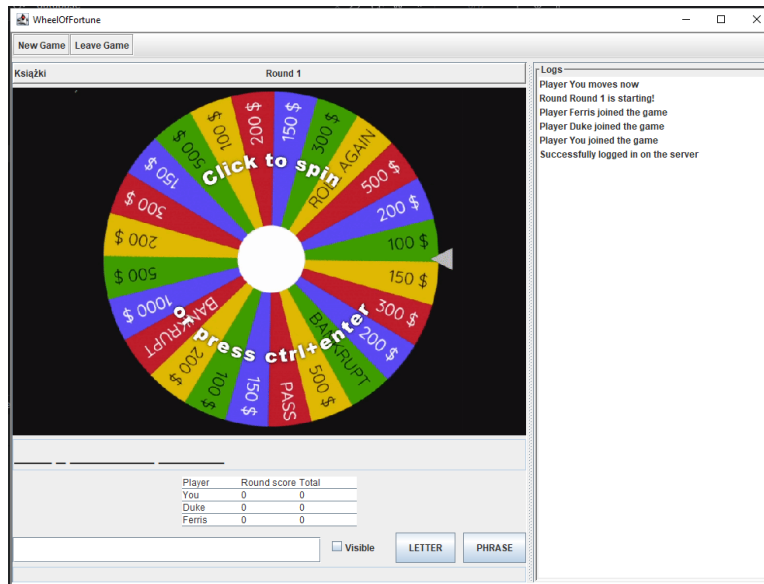 WheelOfFortune
New Game Leave Game
Książki Round 1
Click to spin
or press ctrl+enter
150 $
300 $
ROLL AGAIN
500 $
200 $
100 $
150 $
300 $
200 $
BANKRUPT
500 $
PASS
150 $
100 $
200 $
BANKRUPT
1000 $
500 $
200 $
300 $
150 $
500 $
100 $
200 $
Player Round score Total
You 0 0
Duke 0 0
Ferris 0 0
Visible
LETTER
PHRASE
Logs
Player You moves now
Round Round 1 is starting!
Player Ferris joined the game
Player Duke joined the game
Player You joined the game
Successfully logged in on the server